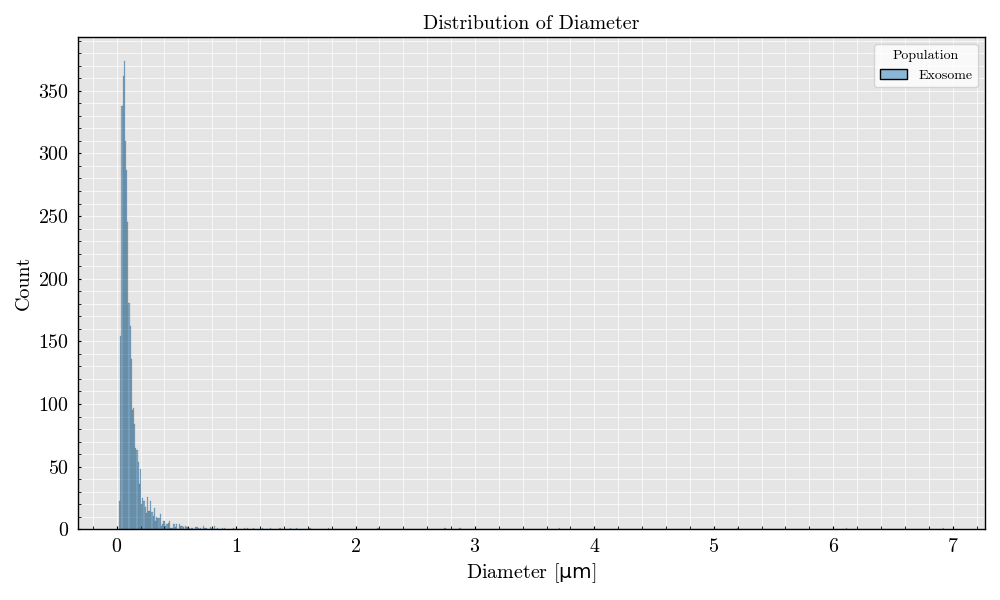 Distribution of Diameter
Population
Exosome
Count
350
300
250
200
150
100
50
0
0 1 2 3 4 5 6 7
Diameter [μm]